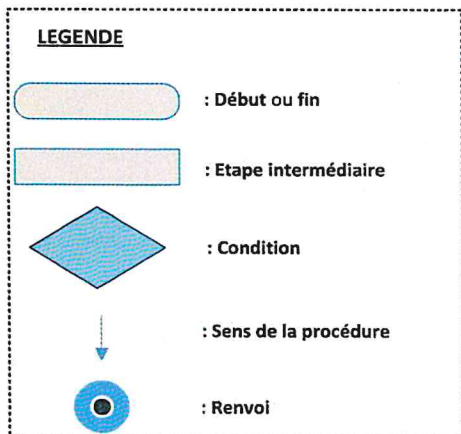 LEGENDE
: Début ou fin
: Etape intermédiaire
: Condition
: Sens de la procédure
: Renvoi